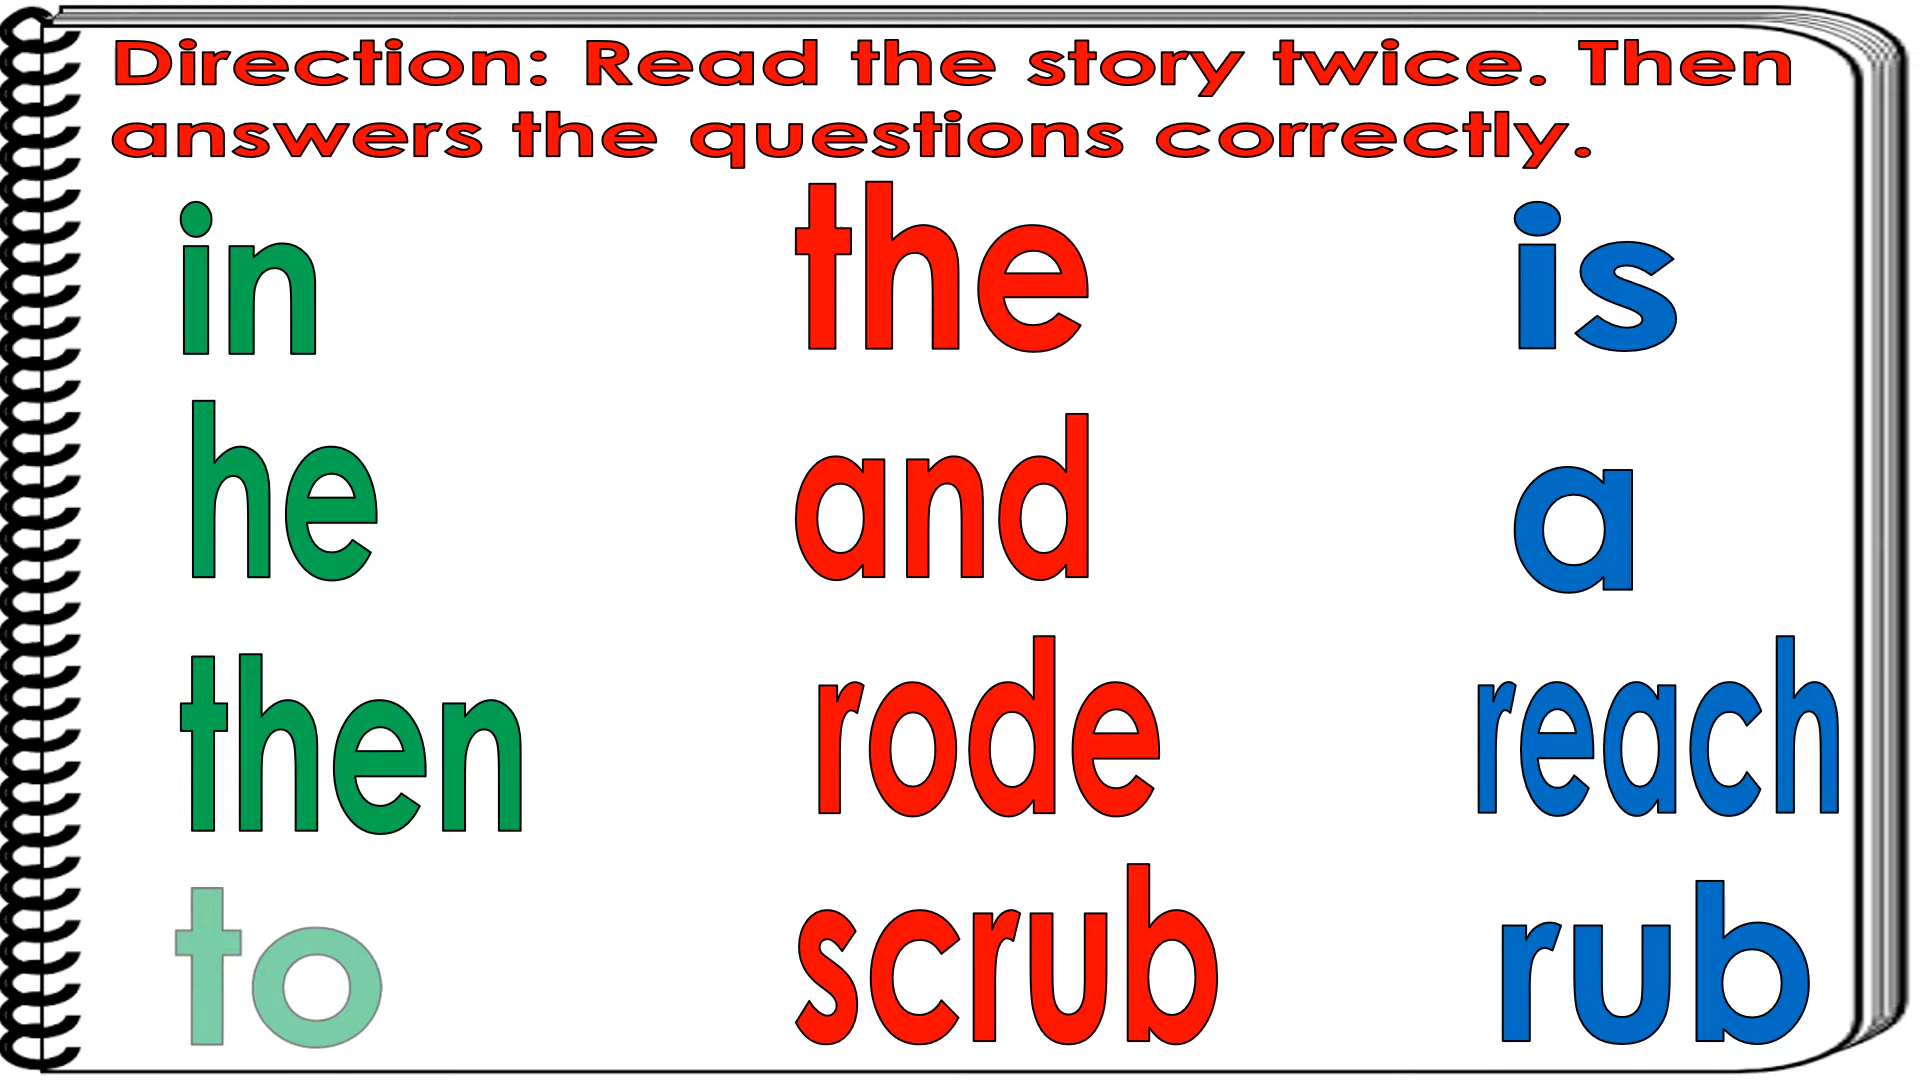 Direction: Read the story twice. Then
answers the questions correctly.
in the is
he and a
then rode reach
to scrub rub